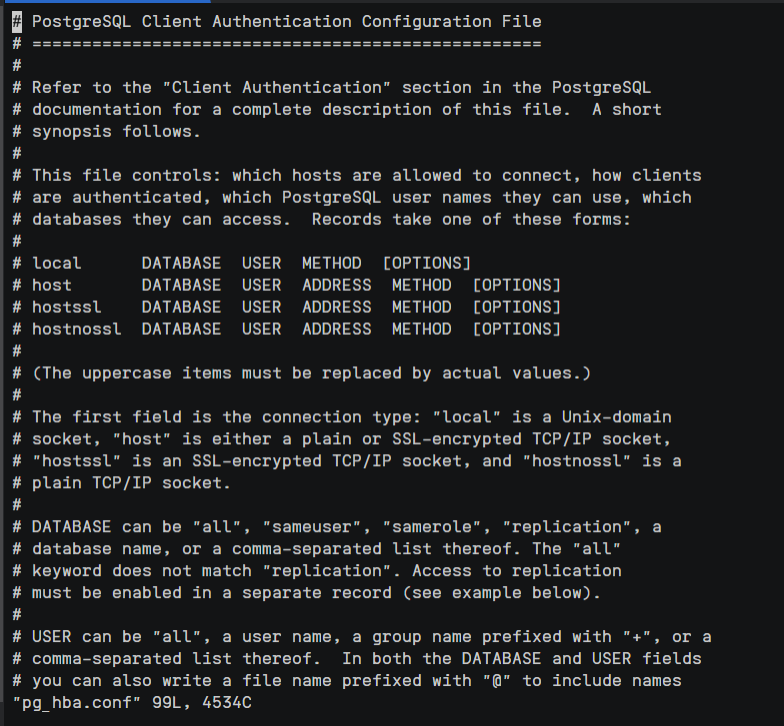 # PostgreSQL Client Authentication Configuration File
# ===================================================
#
# Refer to the "Client Authentication" section in the PostgreSQL
# documentation for a complete description of this file.  A short
# synopsis follows.
#
# This file controls: which hosts are allowed to connect, how clients
# are authenticated, which PostgreSQL user names they can use, which
# databases they can access.  Records take one of these forms:
#
# local      DATABASE  USER  METHOD  [OPTIONS]
# host       DATABASE  USER  ADDRESS  METHOD  [OPTIONS]
# hostssl    DATABASE  USER  ADDRESS  METHOD  [OPTIONS]
# hostnossl  DATABASE  USER  ADDRESS  METHOD  [OPTIONS]
#
# (The uppercase items must be replaced by actual values.)
#
# The first field is the connection type: "local" is a Unix-domain
# socket, "host" is either a plain or SSL-encrypted TCP/IP socket,
# "hostssl" is an SSL-encrypted TCP/IP socket, and "hostnossl" is a
# plain TCP/IP socket.
#
# DATABASE can be "all", "sameuser", "samerole", "replication", a
# database name, or a comma-separated list thereof. The "all"
# keyword does not match "replication". Access to replication
# must be enabled in a separate record (see example below).
#
# USER can be "all", a user name, a group name prefixed with "+", or a
# comma-separated list thereof.  In both the DATABASE and USER fields
# you can also write a file name prefixed with "@" to include names
"pg_hba.conf" 99L, 4534C